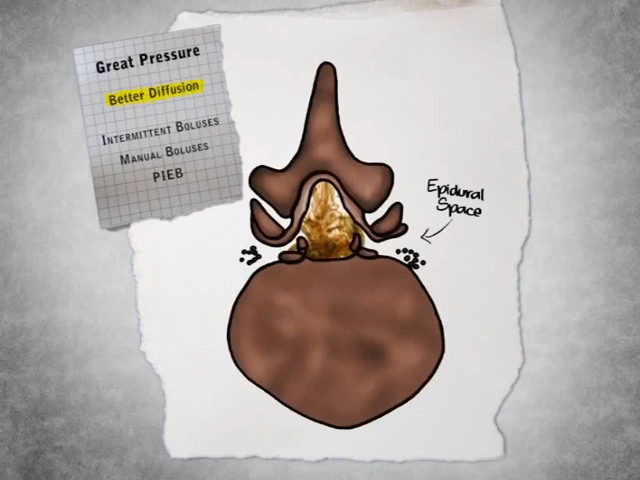 Great Pressure
Better Diffusion
Intermittent Boluses
Manual Boluses
PIEB
Epidural
Space